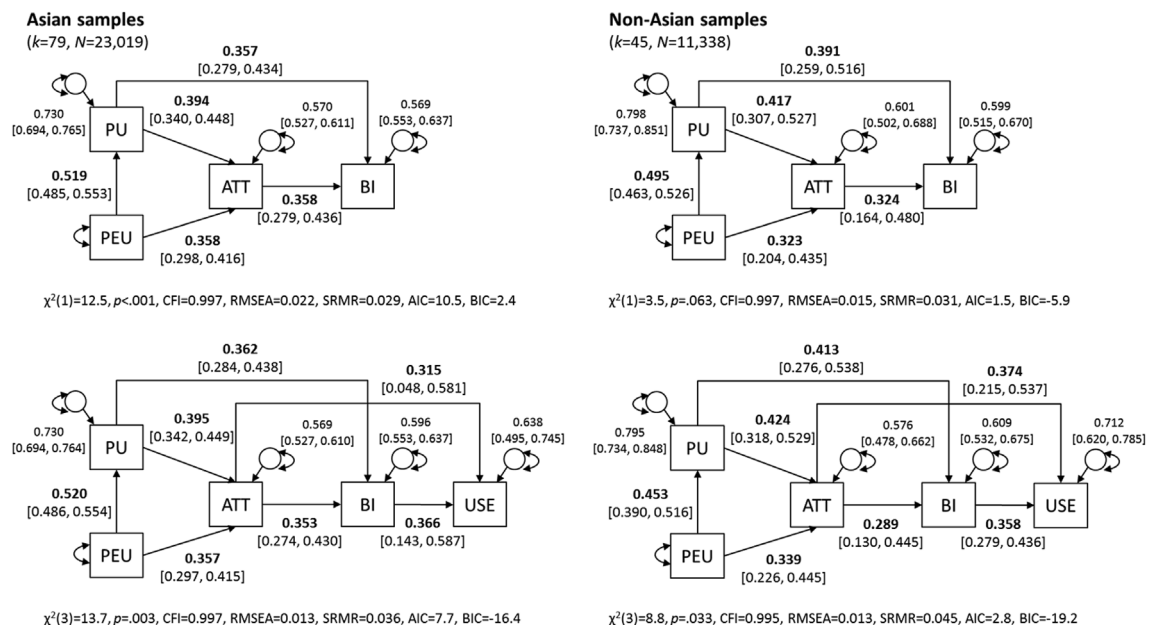 Asian samples
(k=79, N=23,019)
0.357
[0.279, 0.434]
0.730
[0.694, 0.765]
PU
0.394
[0.340, 0.448]
0.570
[0.527, 0.611]
0.569
[0.553, 0.637]
0.519
[0.485, 0.553]
ATT
BI
0.358
[0.279, 0.436]
PEU
0.358
[0.298, 0.416]
χ²(1)=12.5, p<.001, CFI=0.997, RMSEA=0.022, SRMR=0.029, AIC=10.5, BIC=2.4
Non-Asian samples
(k=45, N=11,338)
0.391
[0.259, 0.516]
0.798
[0.737, 0.851]
PU
0.417
[0.307, 0.527]
0.601
[0.502, 0.688]
0.599
[0.515, 0.670]
0.495
[0.463, 0.526]
ATT
BI
0.324
[0.164, 0.480]
PEU
0.323
[0.204, 0.435]
χ²(1)=3.5, p=.063, CFI=0.997, RMSEA=0.015, SRMR=0.031, AIC=1.5, BIC=-5.9
0.362
[0.284, 0.438]
0.315
[0.048, 0.581]
0.730
[0.694, 0.764]
PU
0.395
[0.342, 0.449]
0.569
[0.527, 0.610]
0.596
[0.553, 0.637]
0.638
[0.495, 0.745]
0.520
[0.486, 0.554]
ATT
BI
USE
0.353
[0.274, 0.430]
0.366
[0.143, 0.587]
PEU
0.357
[0.297, 0.415]
χ²(3)=13.7, p=.003, CFI=0.997, RMSEA=0.013, SRMR=0.036, AIC=7.7, BIC=-16.4
0.413
[0.276, 0.538]
0.374
[0.215, 0.537]
0.795
[0.734, 0.848]
PU
0.424
[0.318, 0.529]
0.576
[0.478, 0.662]
0.609
[0.532, 0.675]
0.712
[0.620, 0.785]
0.453
[0.390, 0.516]
ATT
BI
USE
0.289
[0.130, 0.445]
0.358
[0.279, 0.436]
PEU
0.339
[0.226, 0.445]
χ²(3)=8.8, p=.033, CFI=0.995, RMSEA=0.013, SRMR=0.045, AIC=2.8, BIC=-19.2